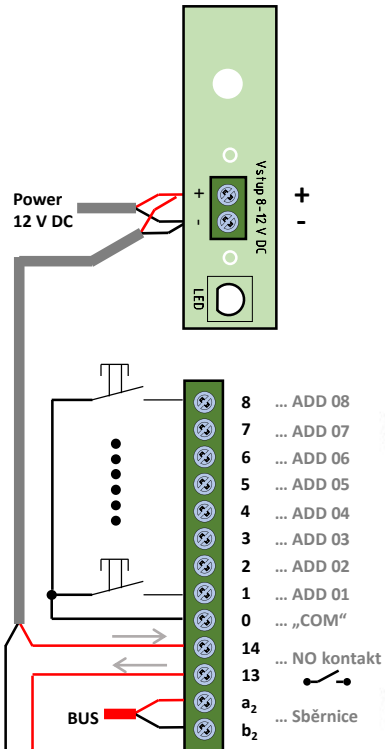 Vstup 8-12 V DC
+
-
LED
Power
12 V DC
+
-
8 ... ADD 08
7 ... ADD 07
6 ... ADD 06
5 ... ADD 05
4 ... ADD 04
3 ... ADD 03
2 ... ADD 02
1 ... ADD 01
0 ... „COM“
14
13 ... NO kontakt
a₂
b₂ ... Sběrnice
BUS